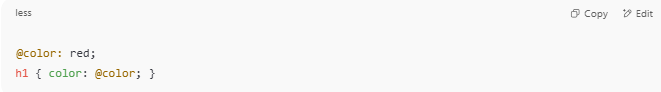 less
Copy
Edit
@color: red;
h1 { color: @color; }